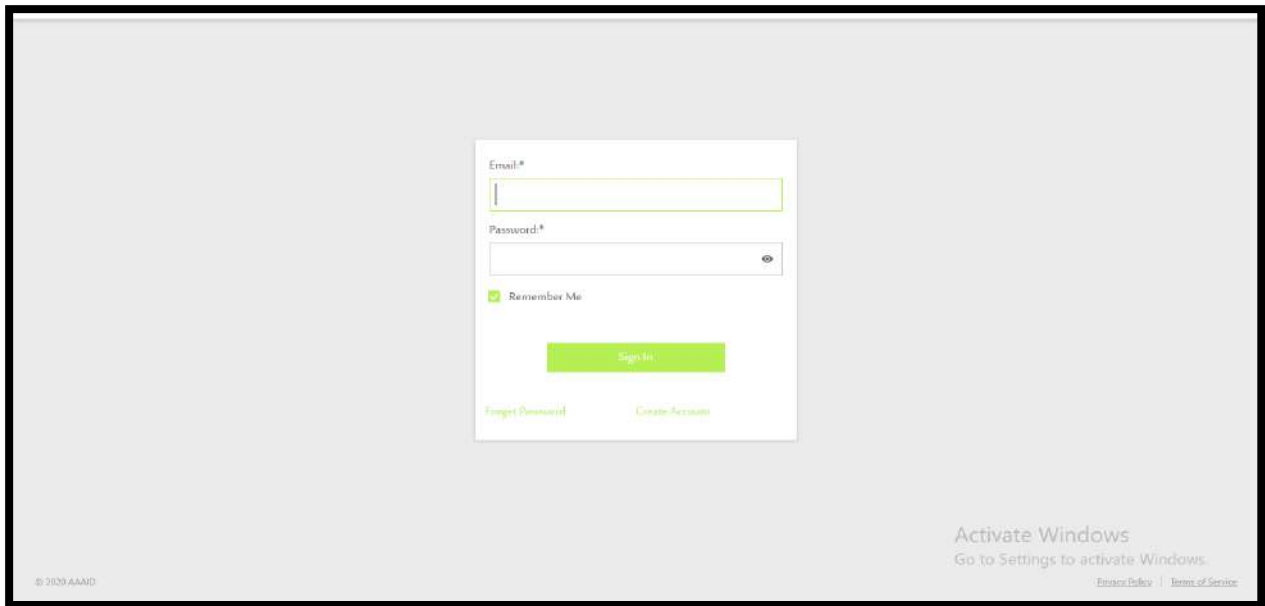 Email:*
Password:*
Remember Me
Sign In
Forget Password
Create Account
Activate Windows
Go to Settings to activate Windows.
© 2020 AAAID
Privacy Policy | Terms of Service